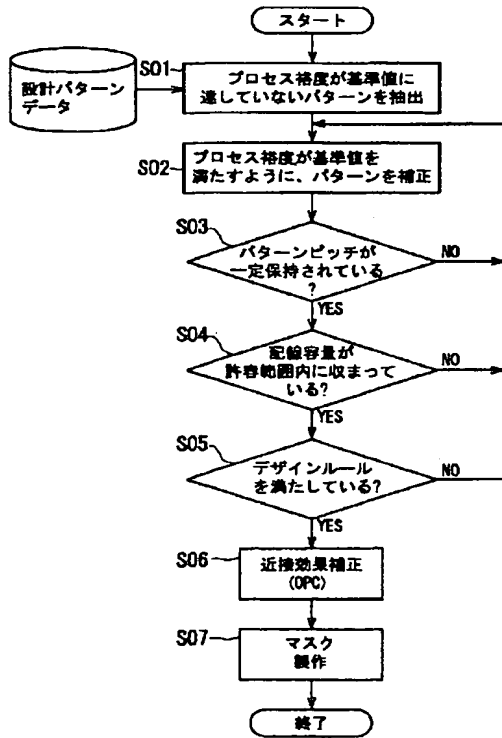 スタート
S01
設計パターン
データ
プロセス裕度が基準値に
達していないパターンを抽出
S02
プロセス裕度が基準値を
満たすように、パターンを補正
S03
パターンピッチが
一定保持されている
?
NO
YES
S04
配線容量が
許容範囲内に収まって
いる?
NO
YES
S05
デザインルール
を満たしている?
NO
YES
S06
近接効果補正
(OPC)
S07
マスク
製作
終了